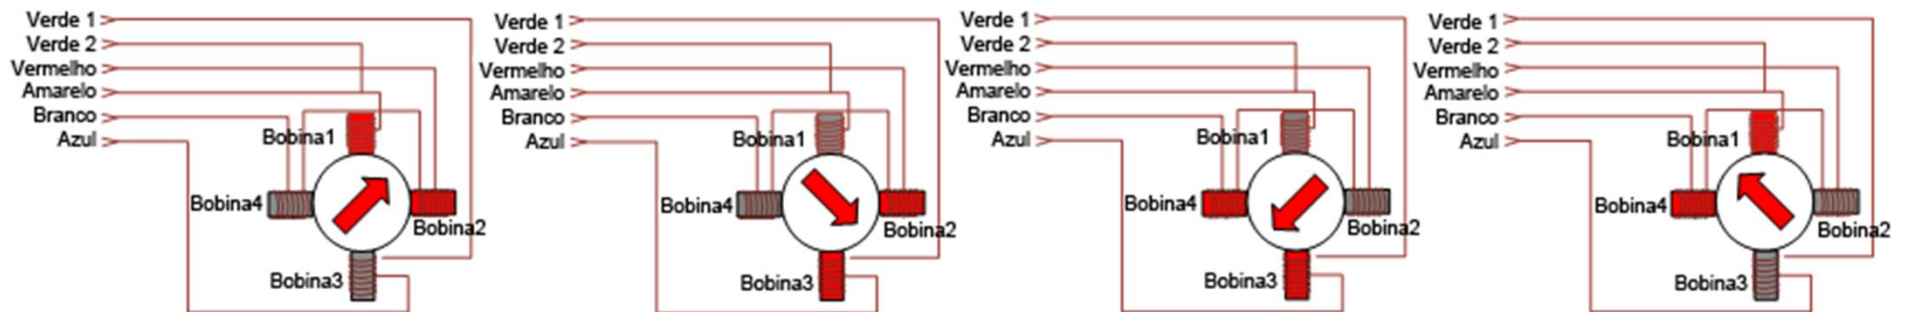 Verde 1
Verde 2
Vermelho
Amarelo
Branco
Azul
Bobina1
Bobina4
Bobina2
Bobina3
Verde 1
Verde 2
Vermelho
Amarelo
Branco
Azul
Bobina1
Bobina4
Bobina2
Bobina3
Verde 1
Verde 2
Vermelho
Amarelo
Branco
Azul
Bobina1
Bobina4
Bobina2
Bobina3
Verde 1
Verde 2
Vermelho
Amarelo
Branco
Azul
Bobina1
Bobina4
Bobina2
Bobina3